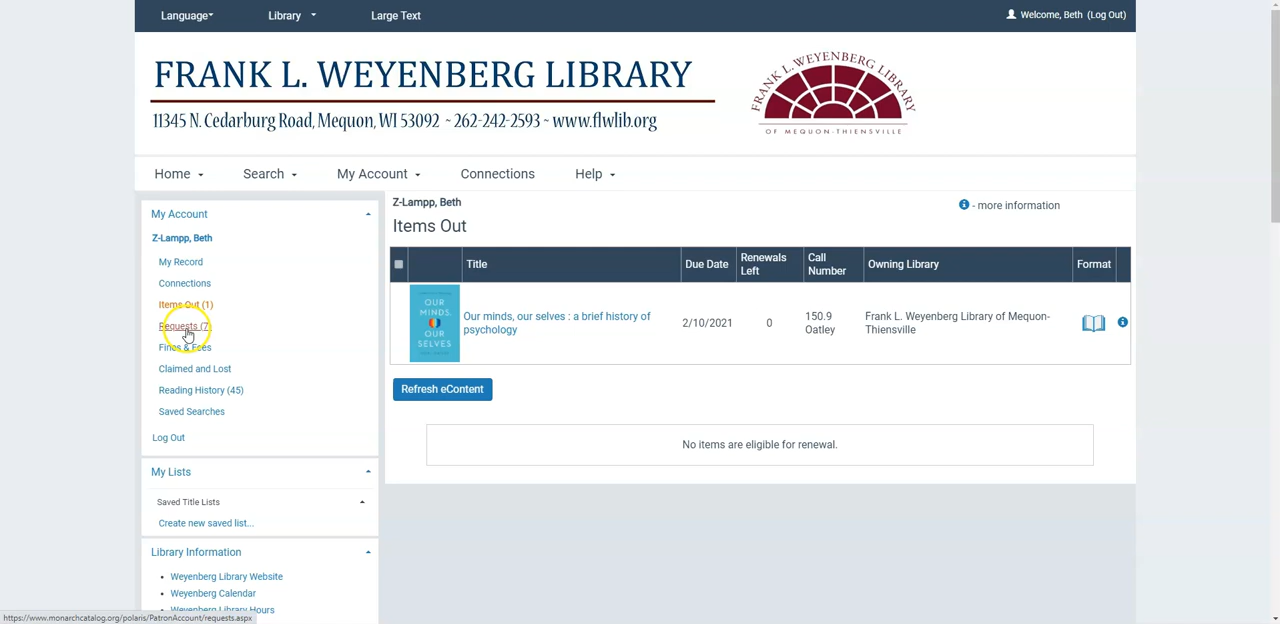 Language
Library
Large Text
Welcome, Beth (Log Out)
FRANK L. WEYENBERG LIBRARY
11345 N. Cedarburg Road, Mequon, WI 53092 ~ 262-242-2593 ~ www.flwlib.org
FRANK L. WEYENBERG LIBRARY
OF MEQUON-THIENSVILLE
Home
Search
My Account
Connections
Help
My Account
Z-Lampp, Beth
My Record
Connections
Items Out (1)
Requests (7)
Fines & Fees
Claimed and Lost
Reading History (45)
Saved Searches
Log Out
My Lists
Saved Title Lists
Create new saved list...
Library Information
• Weyenberg Library Website
• Weyenberg Calendar
• Weyenberg Library Hours
Z-Lampp, Beth
- more information
Items Out
Title
Due Date
Renewals Left
Call Number
Owning Library
Format
OUR
MINDS,
OUR
SELVES
Our minds, our selves : a brief history of
psychology
2/10/2021
0
150.9
Oatley
Frank L. Weyenberg Library of Mequon-
Thiensville
Refresh eContent
No items are eligible for renewal.
https://www.monarchcatalog.org/polaris/PatronAccount/requests.aspx